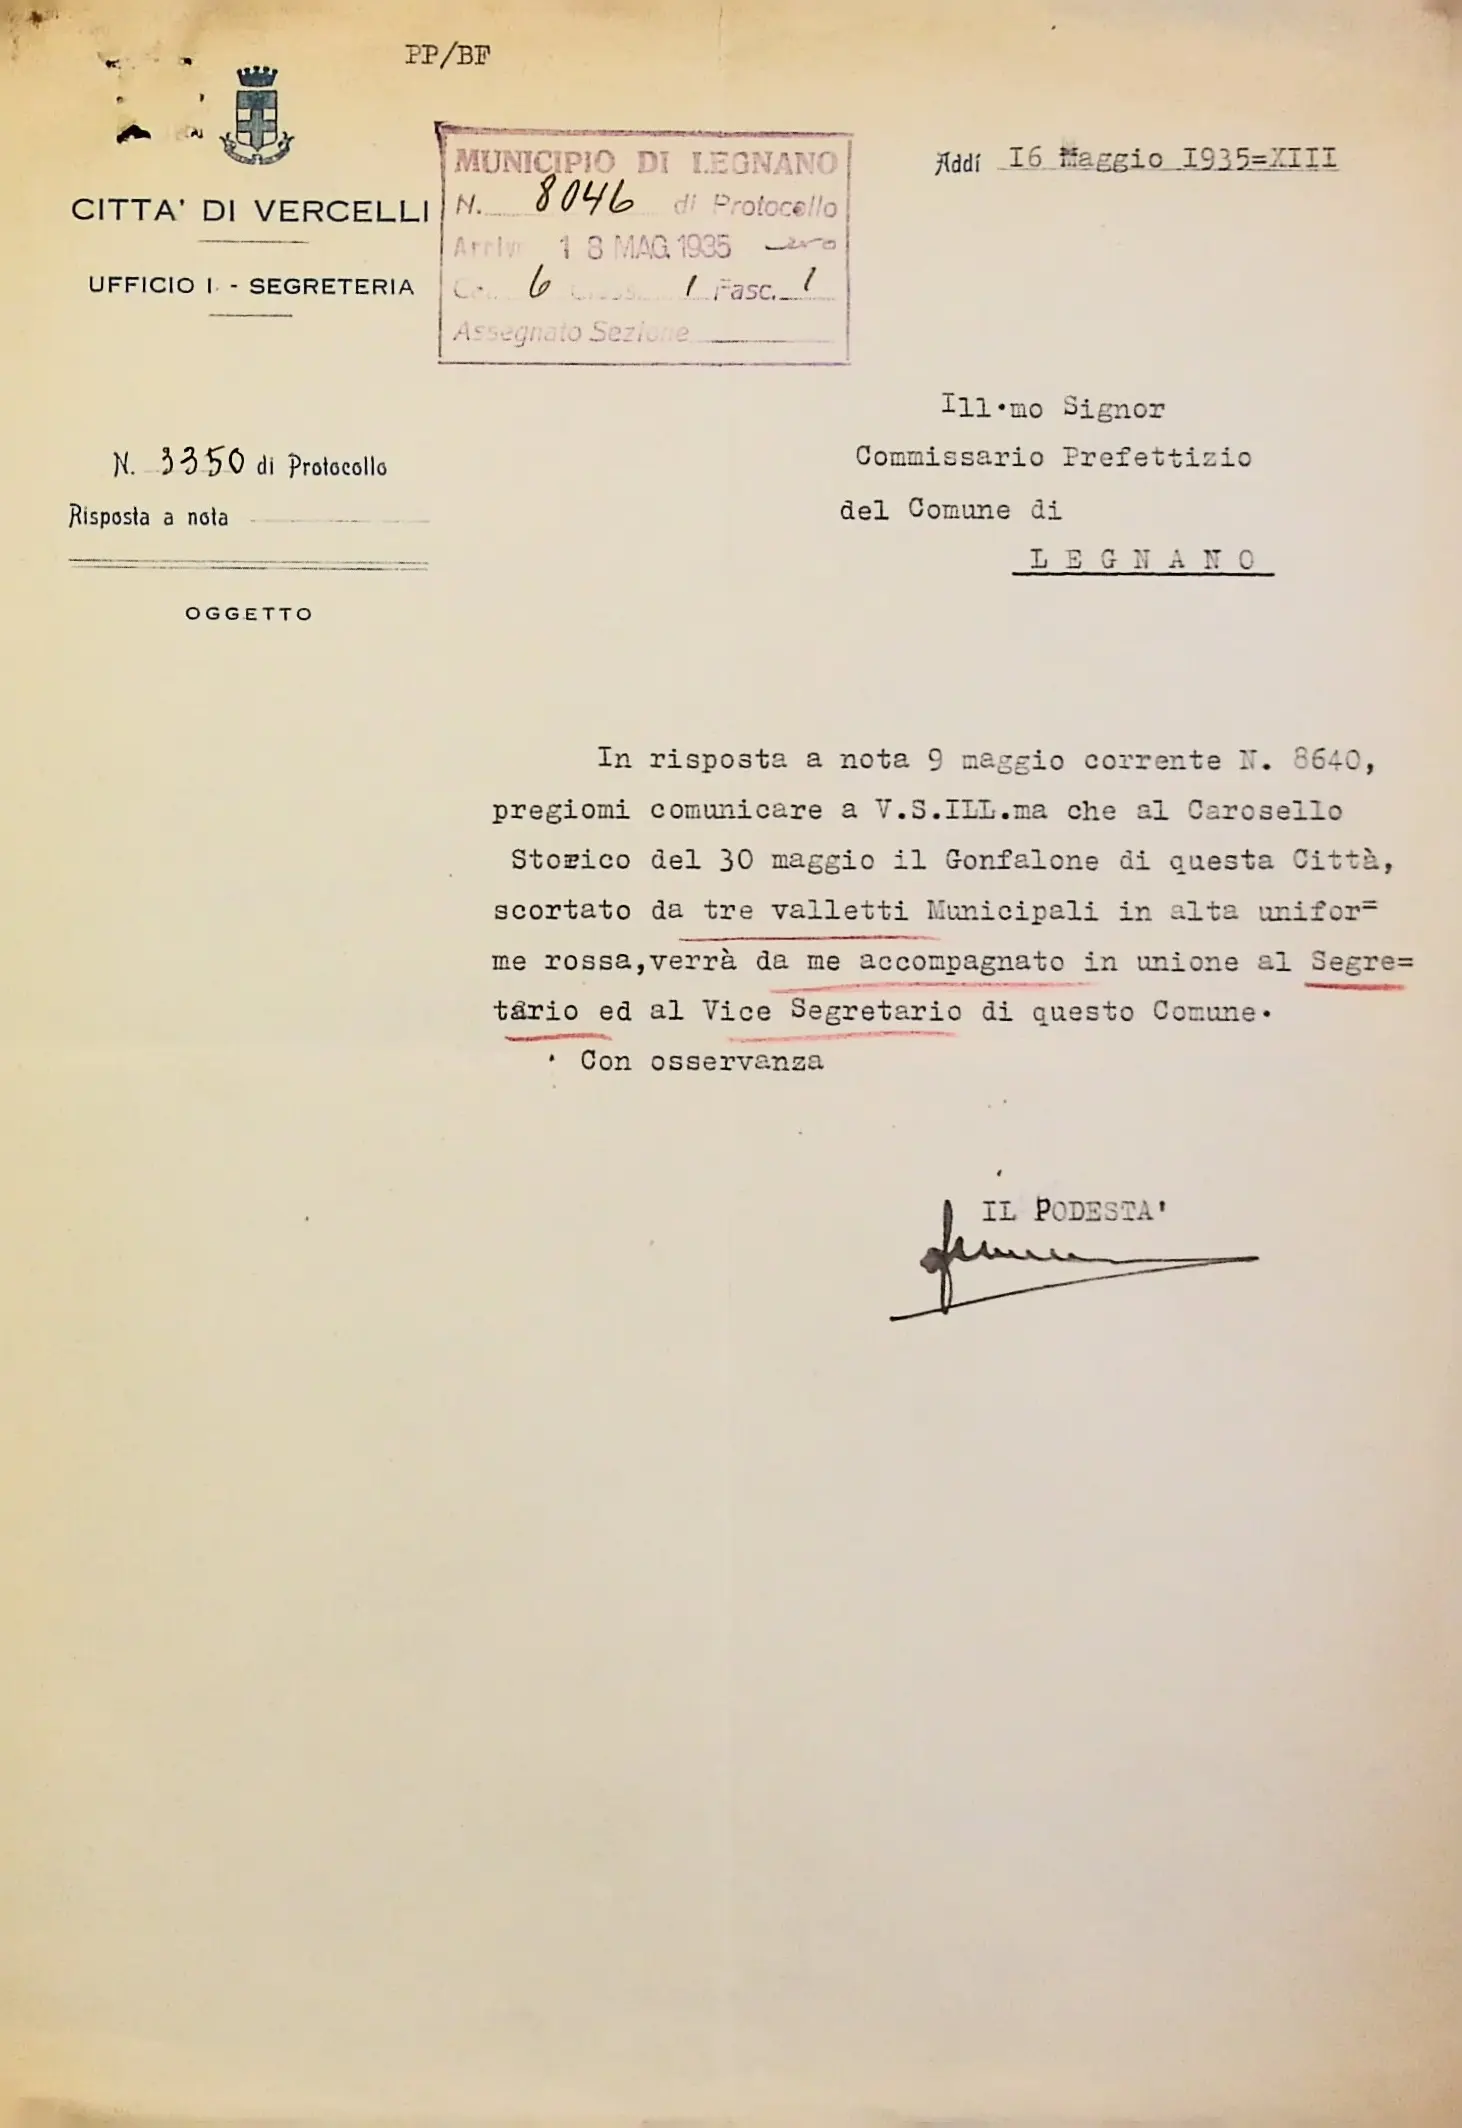 PP/BF
CITTA' DI VERCELLI
UFFICIO I. - SEGRETERIA
MUNICIPIO DI LEGNANO
N. 8046 di Protocollo
Arrivo 18 MAG. 1935
Cat. 6 Class. 1 Fasc. 1
Assegnato Sezione
Addì 16 Maggio 1935=XIII
N. 3350 di Protocollo
Risposta a nota
OGGETTO
Ill.mo Signor
Commissario Prefettizio
del Comune di
LEGNANO
In risposta a nota 9 maggio corrente N. 8640,
pregiomi comunicare a V.S.ILL.ma che al Carosello
Storico del 30 maggio il Gonfalone di questa Città,
scortato da tre valletti Municipali in alta unifor=
me rossa,verrà da me accompagnato in unione al Segre=
tario ed al Vice Segretario di questo Comune.
Con osservanza
IL PODESTA'